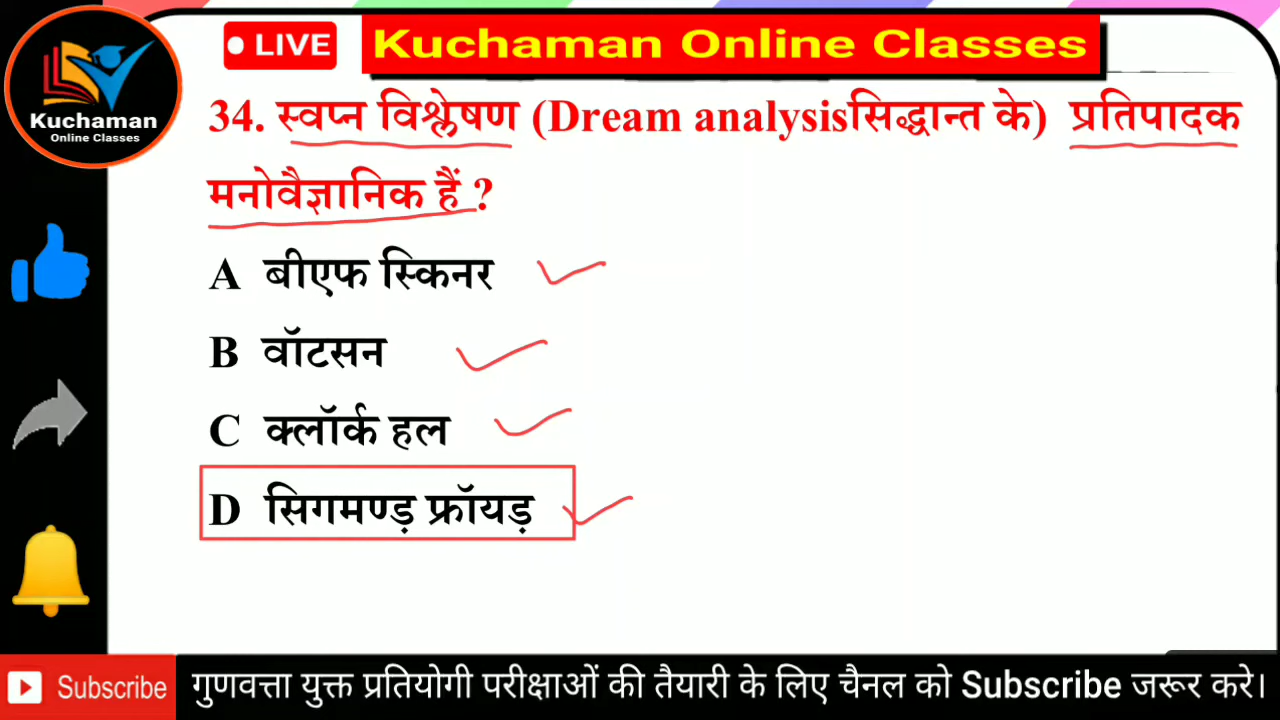 LIVE
Kuchaman Online Classes
Kuchaman
Online Classes
34. स्वप्न विश्लेषण (Dream analysisसिद्धान्त के) प्रतिपादक
मनोवैज्ञानिक हैं ?
A बीएफ स्किनर
B वॉटसन
C क्लॉर्क हल
D सिगमण्ड़ फ्रॉयड़
Subscribe
गुणवत्ता युक्त प्रतियोगी परीक्षाओं की तैयारी के लिए चैनल को Subscribe जरूर करे।